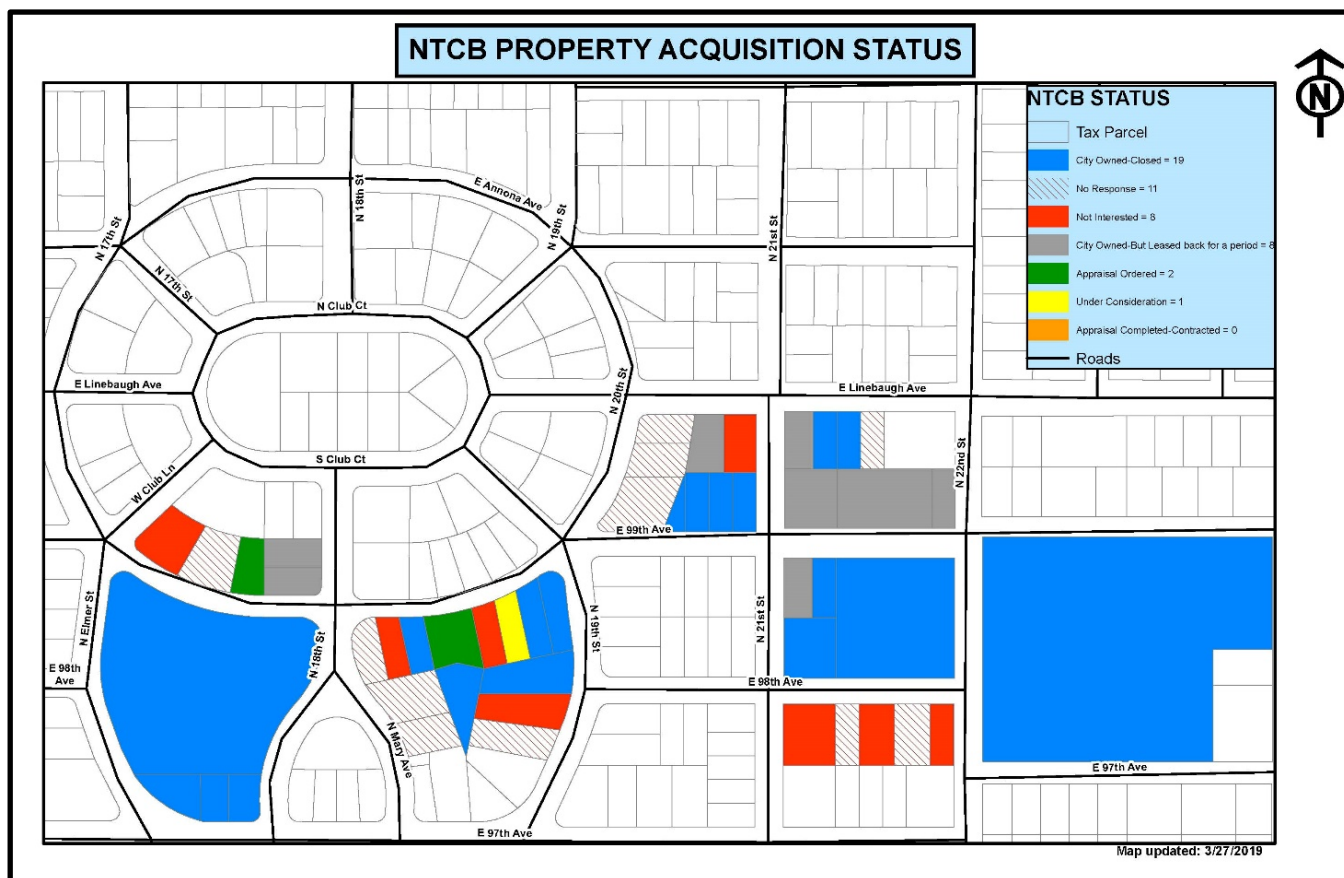 NTCB PROPERTY ACQUISITION STATUS
N
NTCB STATUS
Tax Parcel
City Owned-Closed = 19
No Response = 11
Not Interested = 8
City Owned-But Leased back for a period = 8
Appraisal Ordered = 2
Under Consideration = 1
Appraisal Completed-Contracted = 0
Roads
E Annona Ave
N 18th St
N 17th St
N 19th St
N 21st St
N 17th St
N Club Ct
E Linebaugh Ave
N 20th St
E Linebaugh Ave
S Club Ct
W Club Ln
N 22nd St
E 99th Ave
N Elmer St
N 18th St
N 19th St
N 21st St
E 98th
Ave
E 98th Ave
N Mary Ave
E 97th Ave
E 97th Ave
Map updated: 3/27/2019